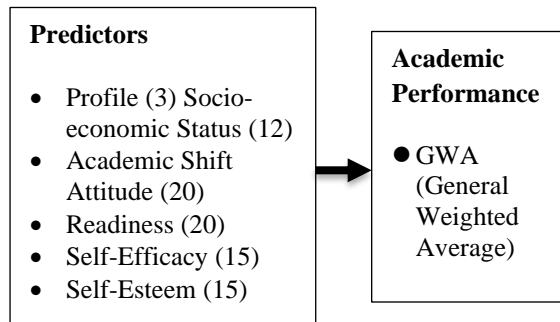 Predictors
• Profile (3) Socio-
economic Status (12)
• Academic Shift
Attitude (20)
• Readiness (20)
• Self-Efficacy (15)
• Self-Esteem (15)
Academic
Performance
● GWA
(General
Weighted
Average)